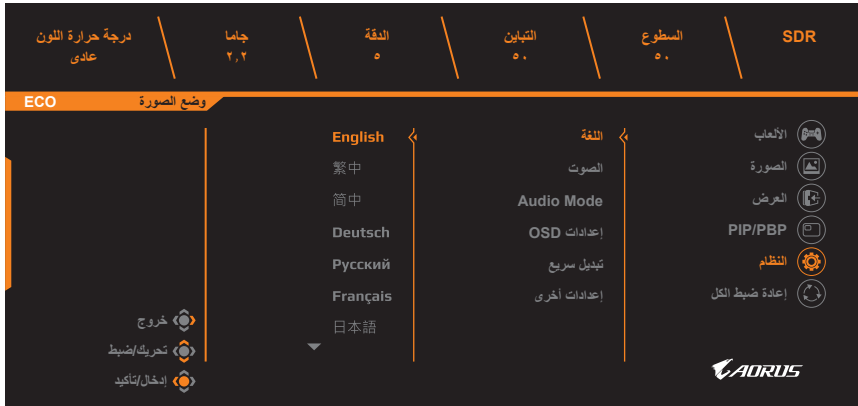 SDR
السطوع
٥٠
التباين
٥٠
الدقة
٥
جاما
٢,٢
درجة حرارة اللون
عادى
وضع الصورة
ECO
الألعاب
الصورة
العرض
PIP/PBP
النظام
إعادة ضبط الكل
اللغة
الصوت
Audio Mode
إعدادات OSD
تبديل سريع
إعدادات أخرى
English
繁中
简中
Deutsch
Русский
Français
日本語
خروج
تحريك/ضبط
إدخال/تأكيد
AORUS